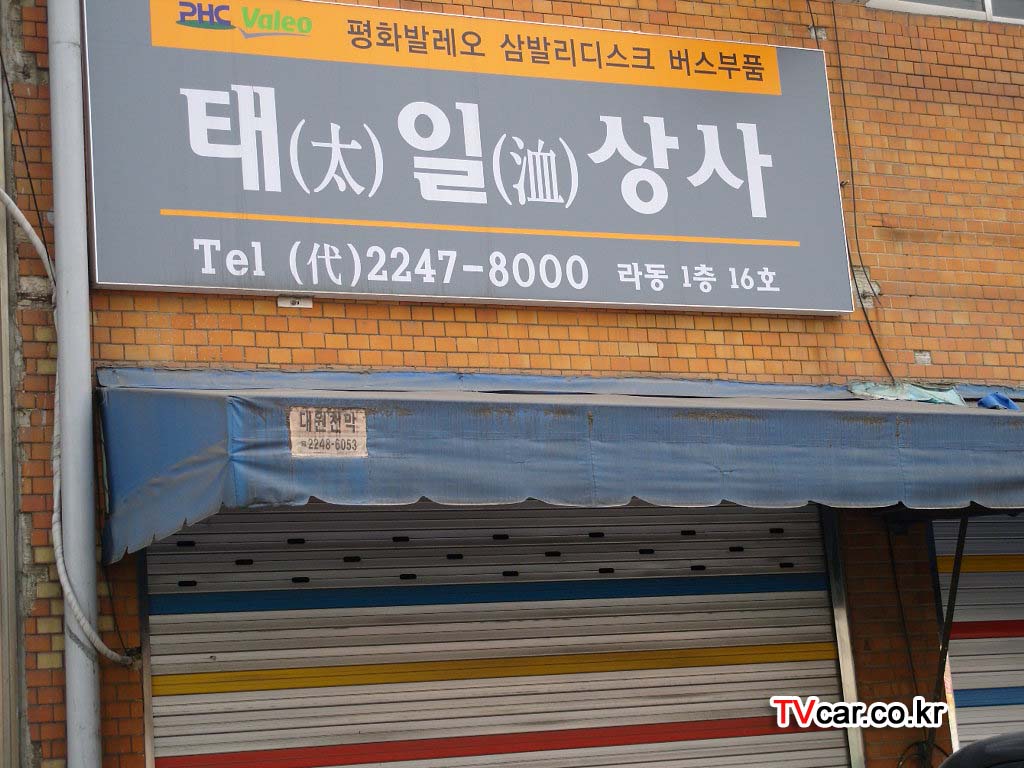 PHC Valeo 평화발레오 삼발리디스크 버스부품
태(太)일(洫)상사
Tel (代)2247-8000 라동 1층 16호
대원천막
☎2248-6053
TVcar.co.kr